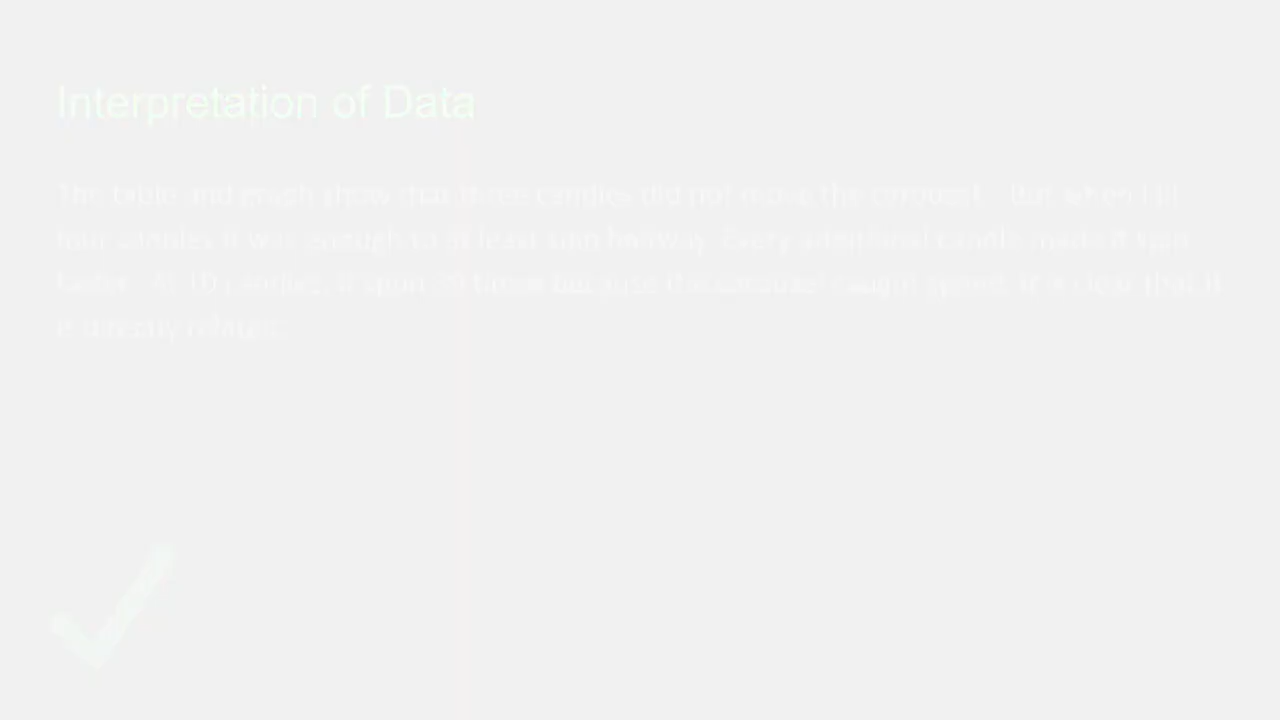 Interpretation of Data
The table and graph show that three candles did not move the carousel. But when I lit
four candles it was enough to at least spin halfway. Every additional candle made it spin
faster. At 10 candles, it spun times because the carousel caught speed. It is clear that it
is directly related.